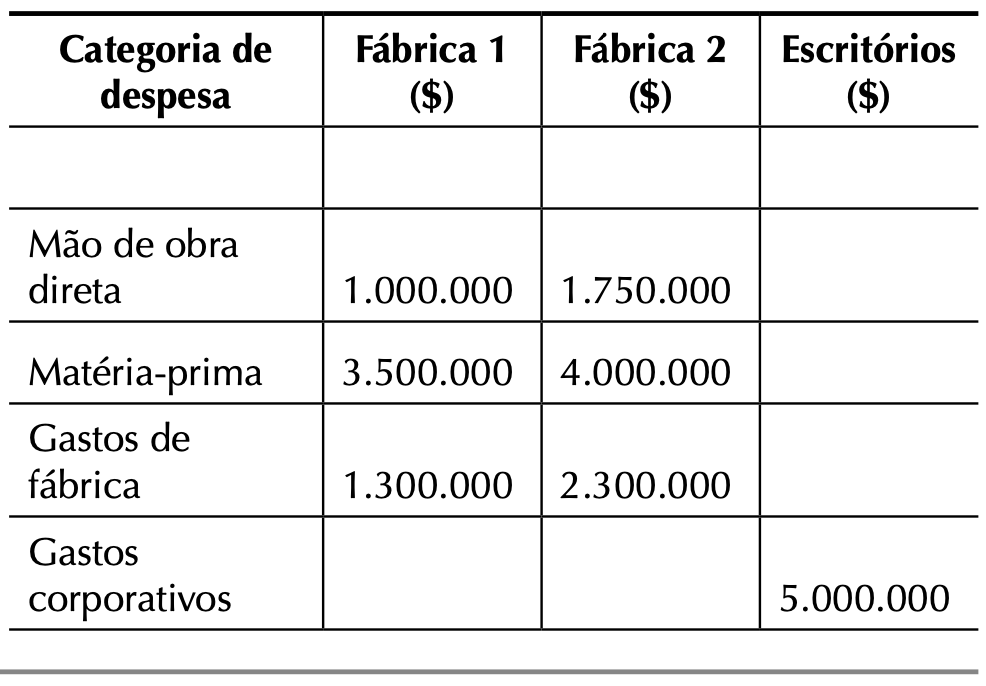 Categoria de despesa Fábrica 1 ($) Fábrica 2 ($) Escritórios ($)
Mão de obra direta 1.000.000 1.750.000
Matéria-prima 3.500.000 4.000.000
Gastos de fábrica 1.300.000 2.300.000
Gastos corporativos 5.000.000